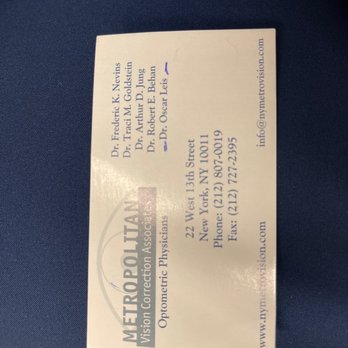 METROPOLITAN
Vision Correction Associates
Optometric Physicians
Dr. Frederic K. Nevins
Dr. Traci M. Goldstein
Dr. Arthur D. Jung
Dr. Robert E. Behan
Dr. Oscar Leis
22 West 13th Street
New York, NY 10011
Phone: (212) 807-0019
Fax: (212) 727-2395
www.nymetrovision.com
info@nymetrovision.com